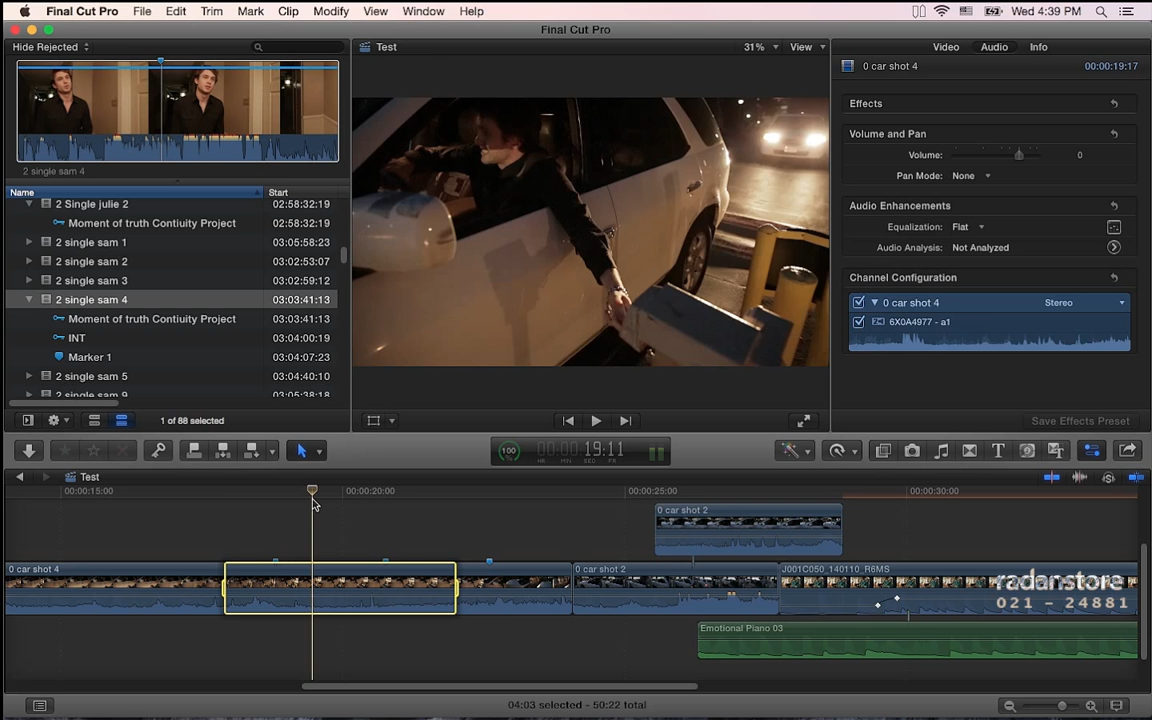 Final Cut Pro File Edit Trim Mark Clip Modify View Window Help Wed 4:39 PM
Final Cut Pro
Hide Rejected
Test 31% View
Video Audio Info
0 car shot 4 00:00:19:17
Effects
Volume and Pan
Volume: 0
Pan Mode: None
Audio Enhancements
Equalization: Flat
Audio Analysis: Not Analyzed
Channel Configuration
0 car shot 4 Stereo
6X0A4977 - a1
Save Effects Preset
2 single sam 4
Name Start
2 Single julie 2 02:58:32:19
Moment of truth Contiuity Project 02:58:32:19
2 single sam 1 03:05:58:23
2 single sam 2 03:02:53:07
2 single sam 3 03:02:59:12
2 single sam 4 03:03:41:13
Moment of truth Contiuity Project 03:03:41:13
INT 03:04:00:19
Marker 1 03:04:07:23
2 single sam 5 03:04:40:10
2 single sam 9 03:05:38:18
1 of 88 selected
100 00:00:19:11
HR MIN SEC FR
Test
00:00:15:00 00:00:20:00 00:00:25:00 00:00:30:00
0 car shot 2
0 car shot 4 0 car shot 2 J001C050_140110_R6MS
radanstore
021 - 24881
Emotional Piano 03
04:03 selected - 50:22 total